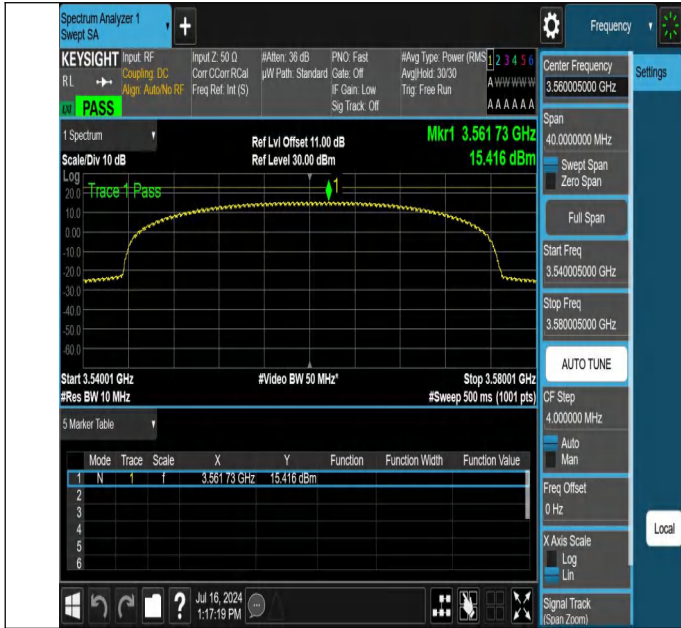 Spectrum Analyzer 1
Swept SA
+
Frequency
KEYSIGHT
RL
PASS
Input: RF
Coupling: DC
Align: Auto/No RF
Input Z: 50 Ω
Corr CCorr RCal
Freq Ref: Int (S)
#Atten: 36 dB
µW Path: Standard
PNO: Fast
Gate: Off
IF Gain: Low
Sig Track: Off
#Avg Type: Power (RMS
Avg|Hold: 30/30
Trig: Free Run
1 2 3 4 5 6
A W W W W W
A A A A A A
1 Spectrum
Scale/Div 10 dB
Ref Lvl Offset 11.00 dB
Ref Level 30.00 dBm
Mkr1 3.561 73 GHz
15.416 dBm
Log
Trace 1 Pass
1
20.0
10.0
0.00
-10.0
-20.0
-30.0
-40.0
-50.0
-60.0
Start 3.54001 GHz
#Res BW 10 MHz
#Video BW 50 MHz*
Stop 3.58001 GHz
#Sweep 500 ms (1001 pts)
5 Marker Table
Mode Trace Scale X Y Function Function Width Function Value
1 N 1 f 3.561 73 GHz 15.416 dBm
2
3
4
5
6
?
Jul 16, 2024
1:17:19 PM
Center Frequency
3.560005000 GHz
Settings
Span
40.0000000 MHz
Swept Span
Zero Span
Full Span
Start Freq
3.540005000 GHz
Stop Freq
3.580005000 GHz
AUTO TUNE
CF Step
4.000000 MHz
Auto
Man
Freq Offset
0 Hz
Local
X Axis Scale
Log
Lin
Signal Track
(Span Zoom)